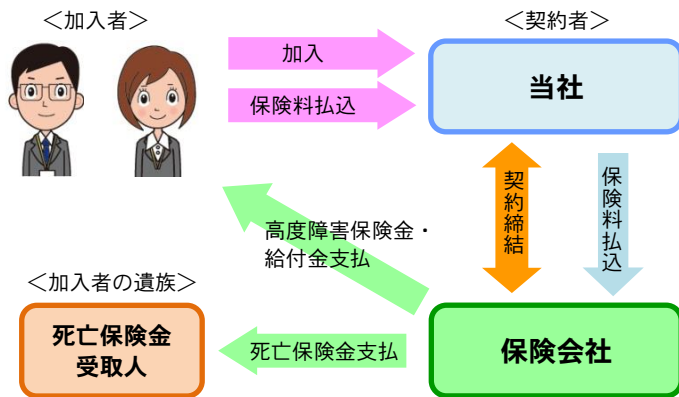 ＜加入者＞
＜契約者＞
加入
保険料払込
当社
契約締結
保険料払込
高度障害保険金・
給付金支払
＜加入者の遺族＞
死亡保険金
受取人
死亡保険金支払
保険会社